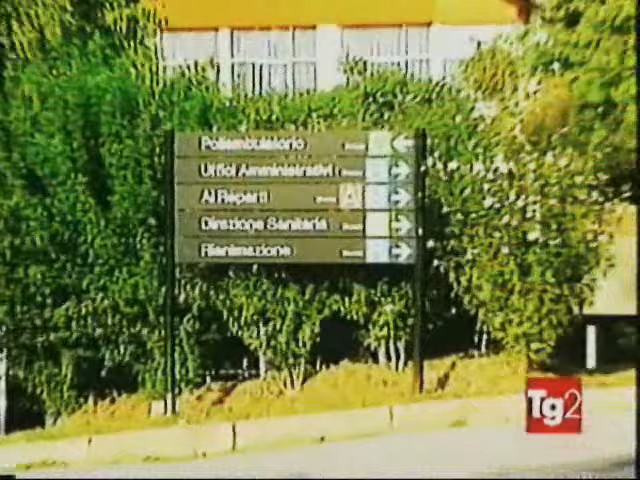 Poliambulatorio
Uffici Amministrativi
Ai Reparti A
Direzione Sanitaria
Rianimazione
Tg2